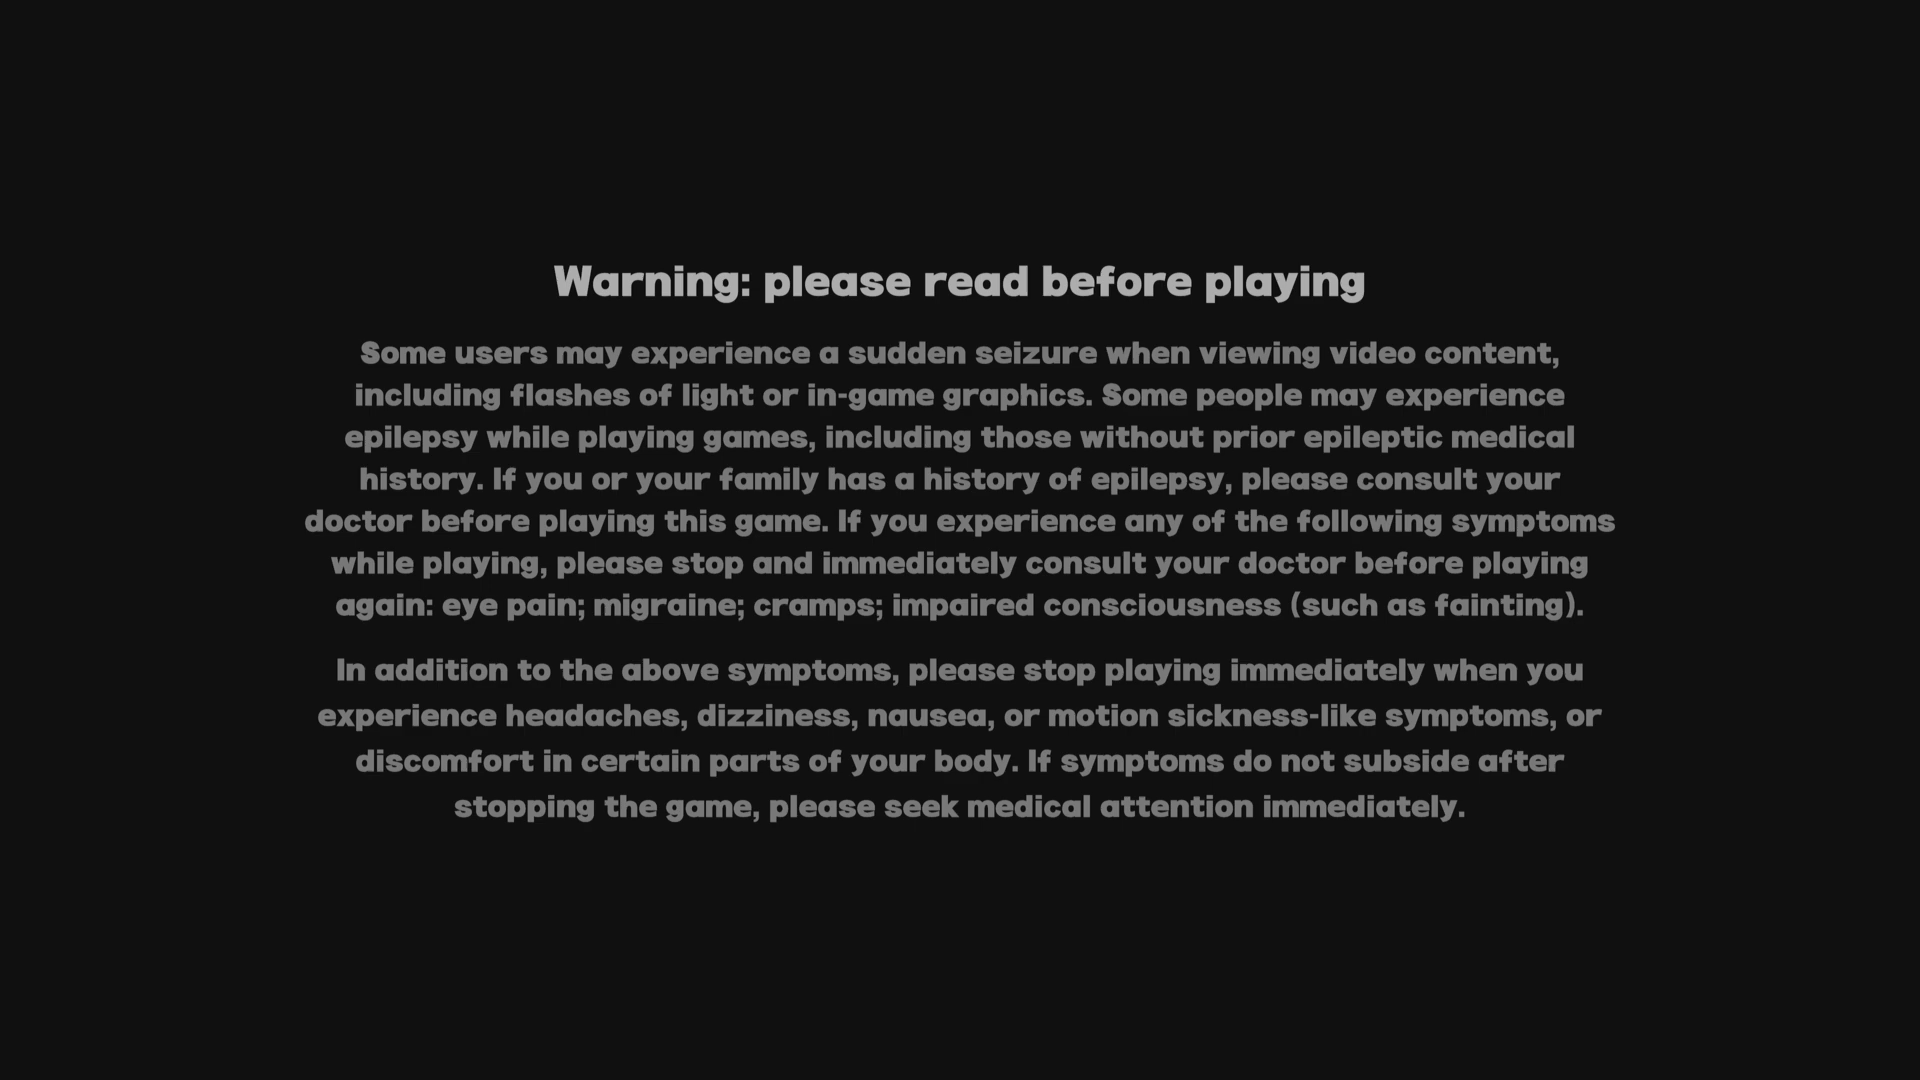 Warning: please read before playing
Some users may experience a sudden seizure when viewing video content,
including flashes of light or in-game graphics. Some people may experience
epilepsy while playing games, including those without prior epileptic medical
history. If you or your family has a history of epilepsy, please consult your
doctor before playing this game. If you experience any of the following symptoms
while playing, please stop and immediately consult your doctor before playing
again: eye pain; migraine; cramps; impaired consciousness (such as fainting).
In addition to the above symptoms, please stop playing immediately when you
experience headaches, dizziness, nausea, or motion sickness-like symptoms, or
discomfort in certain parts of your body. If symptoms do not subside after
stopping the game, please seek medical attention immediately.